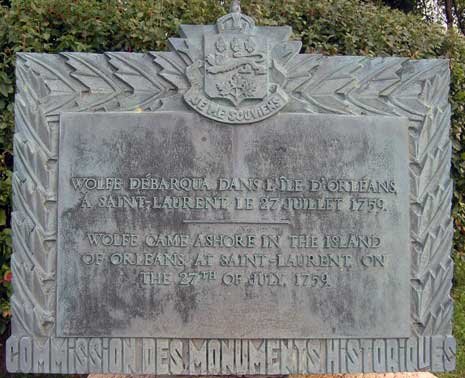 JE ME SOUVIENS
WOLFE DÉBARQUA DANS L'ÎLE D'ORLÉANS,
À SAINT-LAURENT, LE 27 JUILLET 1759.
WOLFE CAME ASHORE IN THE ISLAND
OF ORLEANS, AT SAINT-LAURENT, ON
THE 27TH OF JULY, 1759.
COMMISSION DES MONUMENTS HISTORIQUES